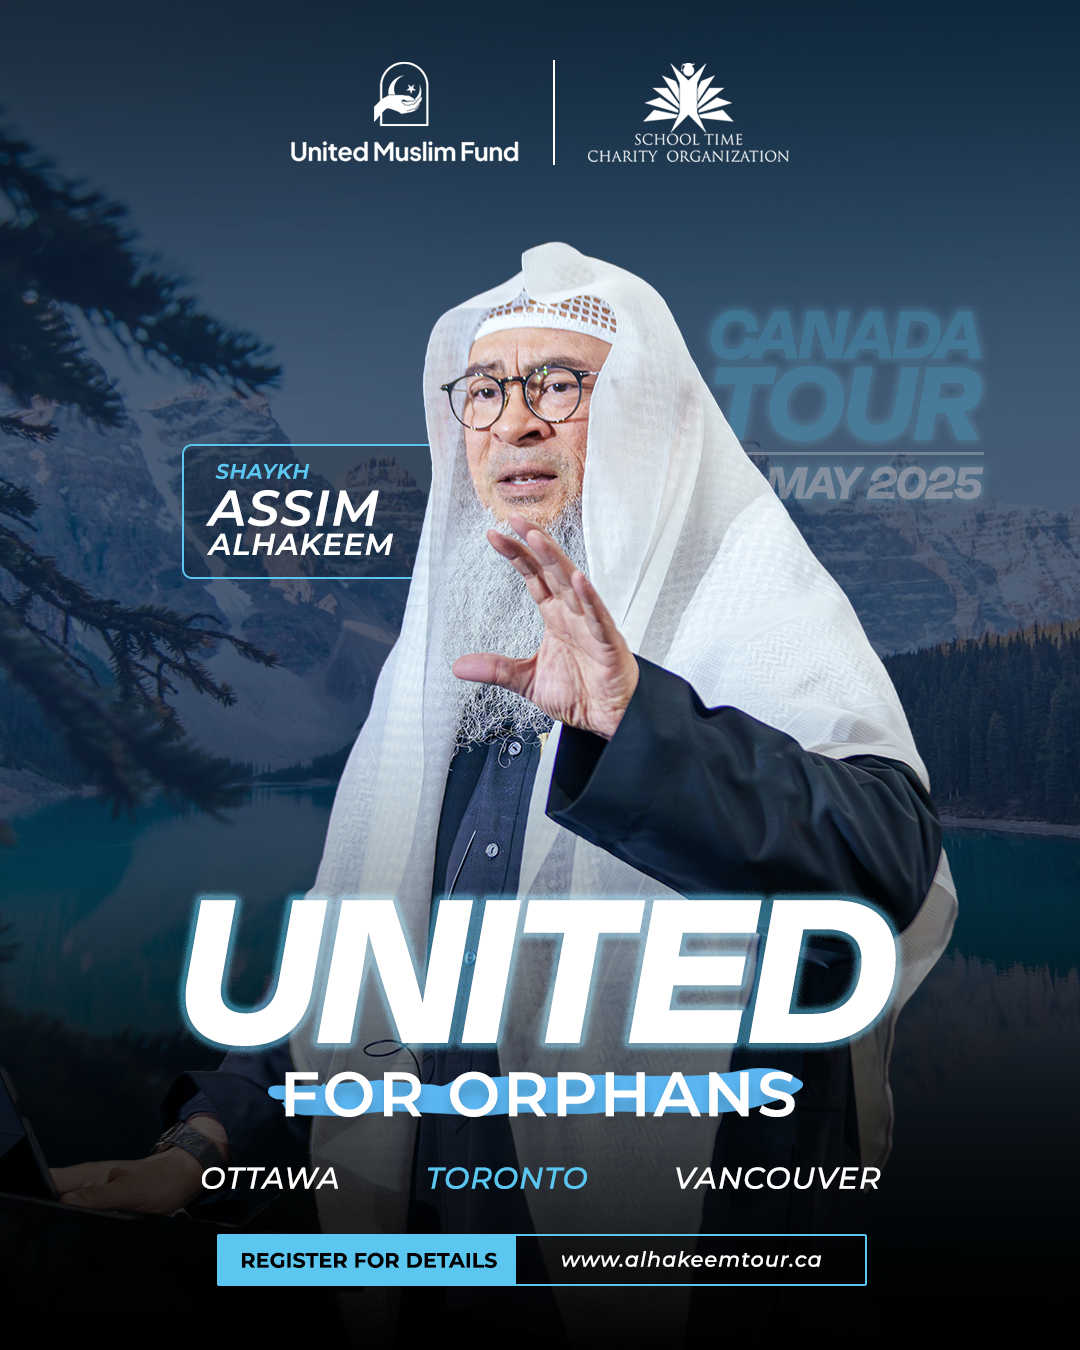 United Muslim Fund
SCHOOL TIME
CHARITY ORGANIZATION
CANADA
TOUR
MAY 2025
SHAYKH
ASSIM
ALHAKEEM
UNITED
FOR ORPHANS
OTTAWA TORONTO VANCOUVER
REGISTER FOR DETAILS www.alhakeemtour.ca